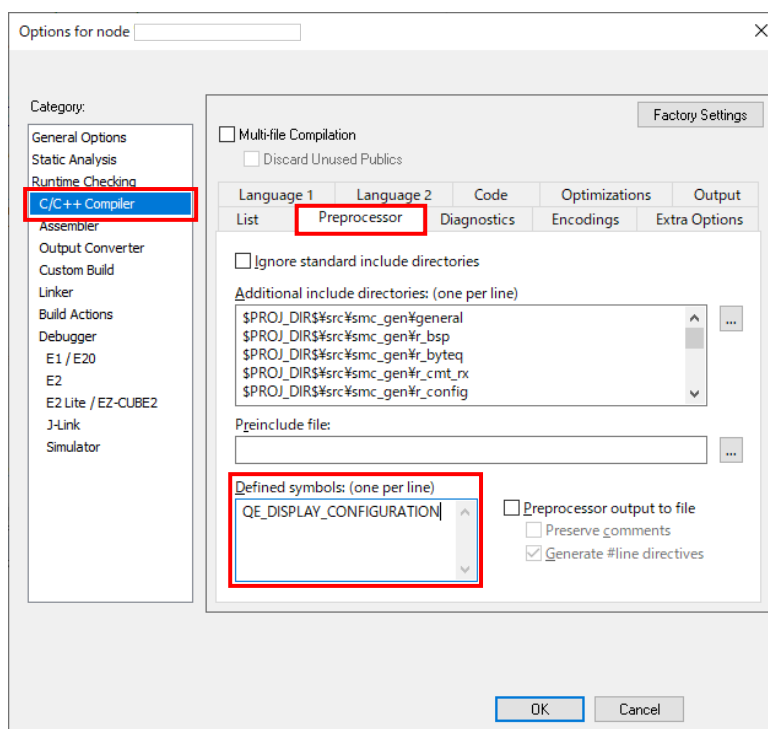 Options for node
Category:
General Options
Static Analysis
Runtime Checking
C/C++ Compiler
Assembler
Output Converter
Custom Build
Linker
Build Actions
Debugger
E1 / E20
E2
E2 Lite / EZ-CUBE2
J-Link
Simulator
Factory Settings
Multi-file Compilation
Discard Unused Publics
Language 1 Language 2 Code Optimizations Output
List Preprocessor Diagnostics Encodings Extra Options
Ignore standard include directories
Additional include directories: (one per line)
$PROJ_DIR$¥src¥smc_gen¥general
$PROJ_DIR$¥src¥smc_gen¥r_bsp
$PROJ_DIR$¥src¥smc_gen¥r_byteq
$PROJ_DIR$¥src¥smc_gen¥r_cmt_rx
$PROJ_DIR$¥src¥smc_gen¥r_config
...
Preinclude file:
...
Defined symbols: (one per line)
QE_DISPLAY_CONFIGURATION
Preprocessor output to file
Preserve comments
Generate #line directives
OK Cancel